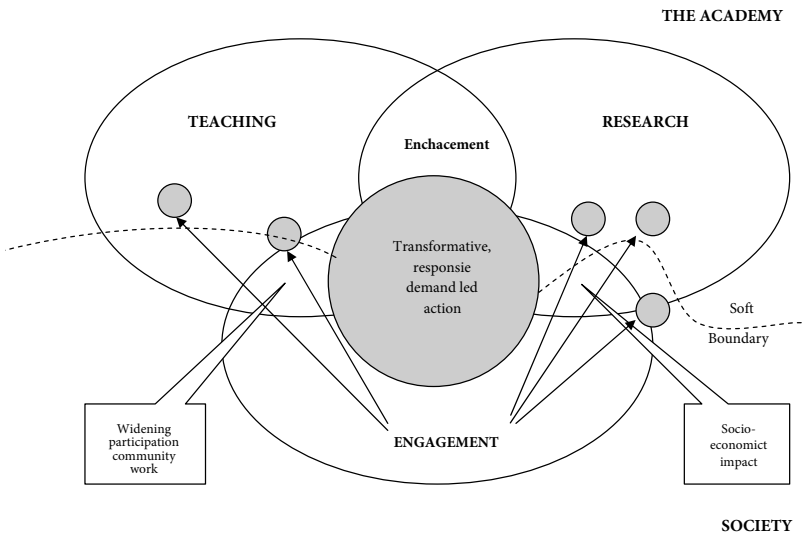 THE ACADEMY
TEACHING
RESEARCH
Enchacement
Transformative,
responsie
demand led
action
Soft
Boundary
Widening
participation
community
work
ENGAGEMENT
Socio-
economict
impact
SOCIETY